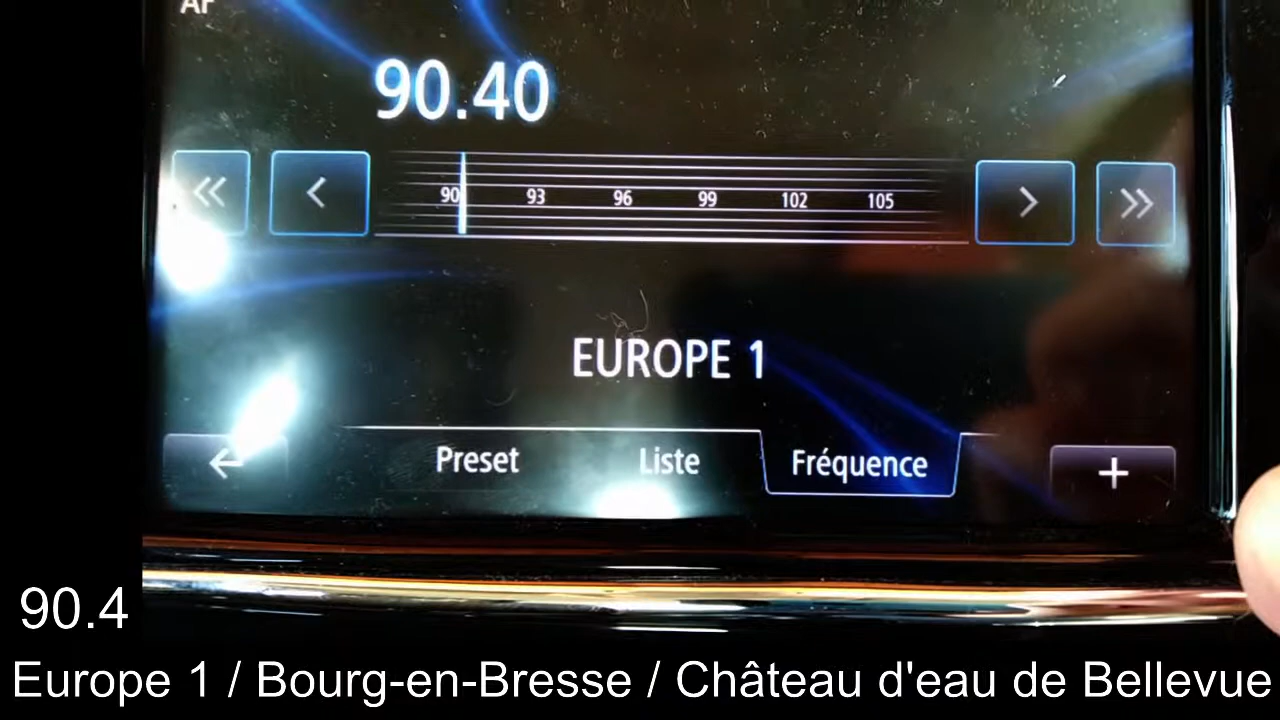 AF
90.40
90 93 96 99 102 105
EUROPE 1
Preset Liste Fréquence
90.4
Europe 1 / Bourg-en-Bresse / Château d'eau de Bellevue